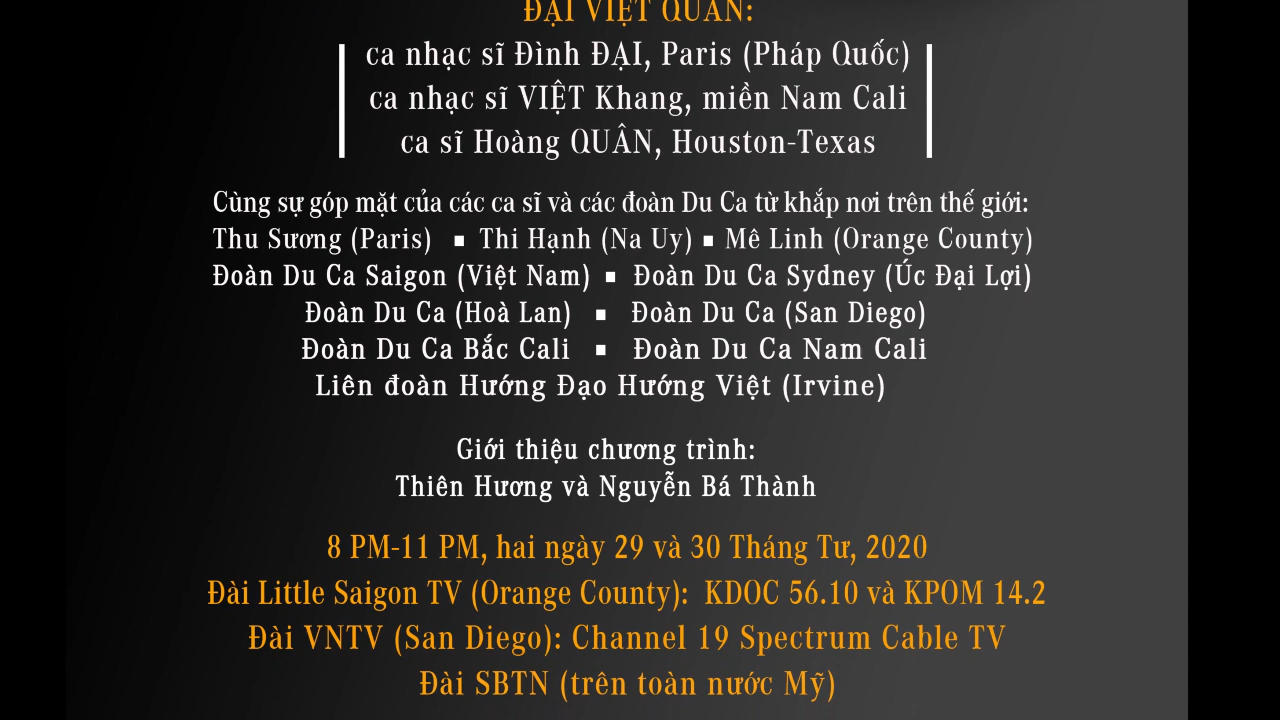 ĐẠI VIỆT QUÂN:
ca nhạc sĩ Đình ĐẠI, Paris (Pháp Quốc)
ca nhạc sĩ VIỆT Khang, miền Nam Cali
ca sĩ Hoàng QUÂN, Houston-Texas
Cùng sự góp mặt của các ca sĩ và các đoàn Du Ca từ khắp nơi trên thế giới:
Thu Sương (Paris) ▪ Thi Hạnh (Na Uy) ▪ Mê Linh (Orange County)
Đoàn Du Ca Saigon (Việt Nam) ▪ Đoàn Du Ca Sydney (Úc Đại Lợi)
Đoàn Du Ca (Hoà Lan) ▪ Đoàn Du Ca (San Diego)
Đoàn Du Ca Bắc Cali ▪ Đoàn Du Ca Nam Cali
Liên đoàn Hướng Đạo Hướng Việt (Irvine)
Giới thiệu chương trình:
Thiên Hương và Nguyễn Bá Thành
8 PM-11 PM, hai ngày 29 và 30 Tháng Tư, 2020
Đài Little Saigon TV (Orange County): KDOC 56.10 và KPOM 14.2
Đài VNTV (San Diego): Channel 19 Spectrum Cable TV
Đài SBTN (trên toàn nước Mỹ)